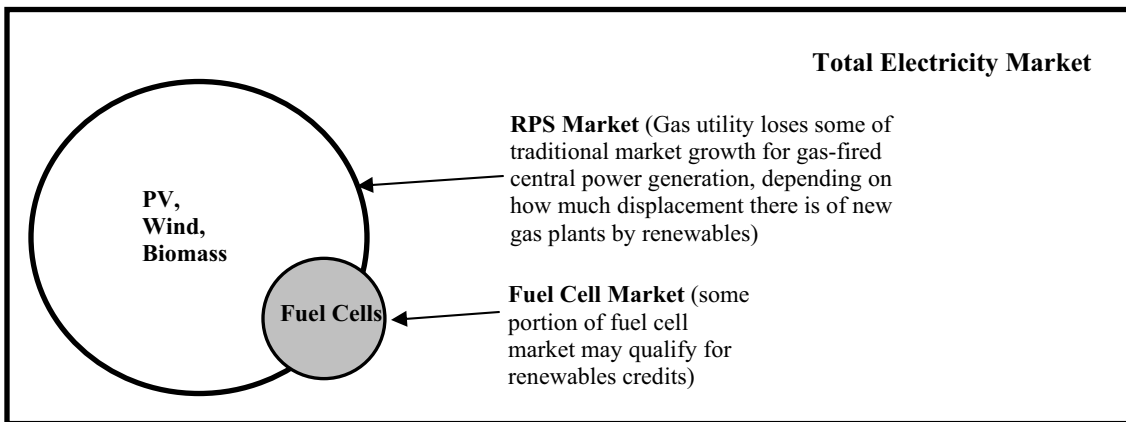 Total Electricity Market
RPS Market (Gas utility loses some of
traditional market growth for gas-fired
central power generation, depending on
how much displacement there is of new
gas plants by renewables)
PV,
Wind,
Biomass
Fuel Cells
Fuel Cell Market (some
portion of fuel cell
market may qualify for
renewables credits)